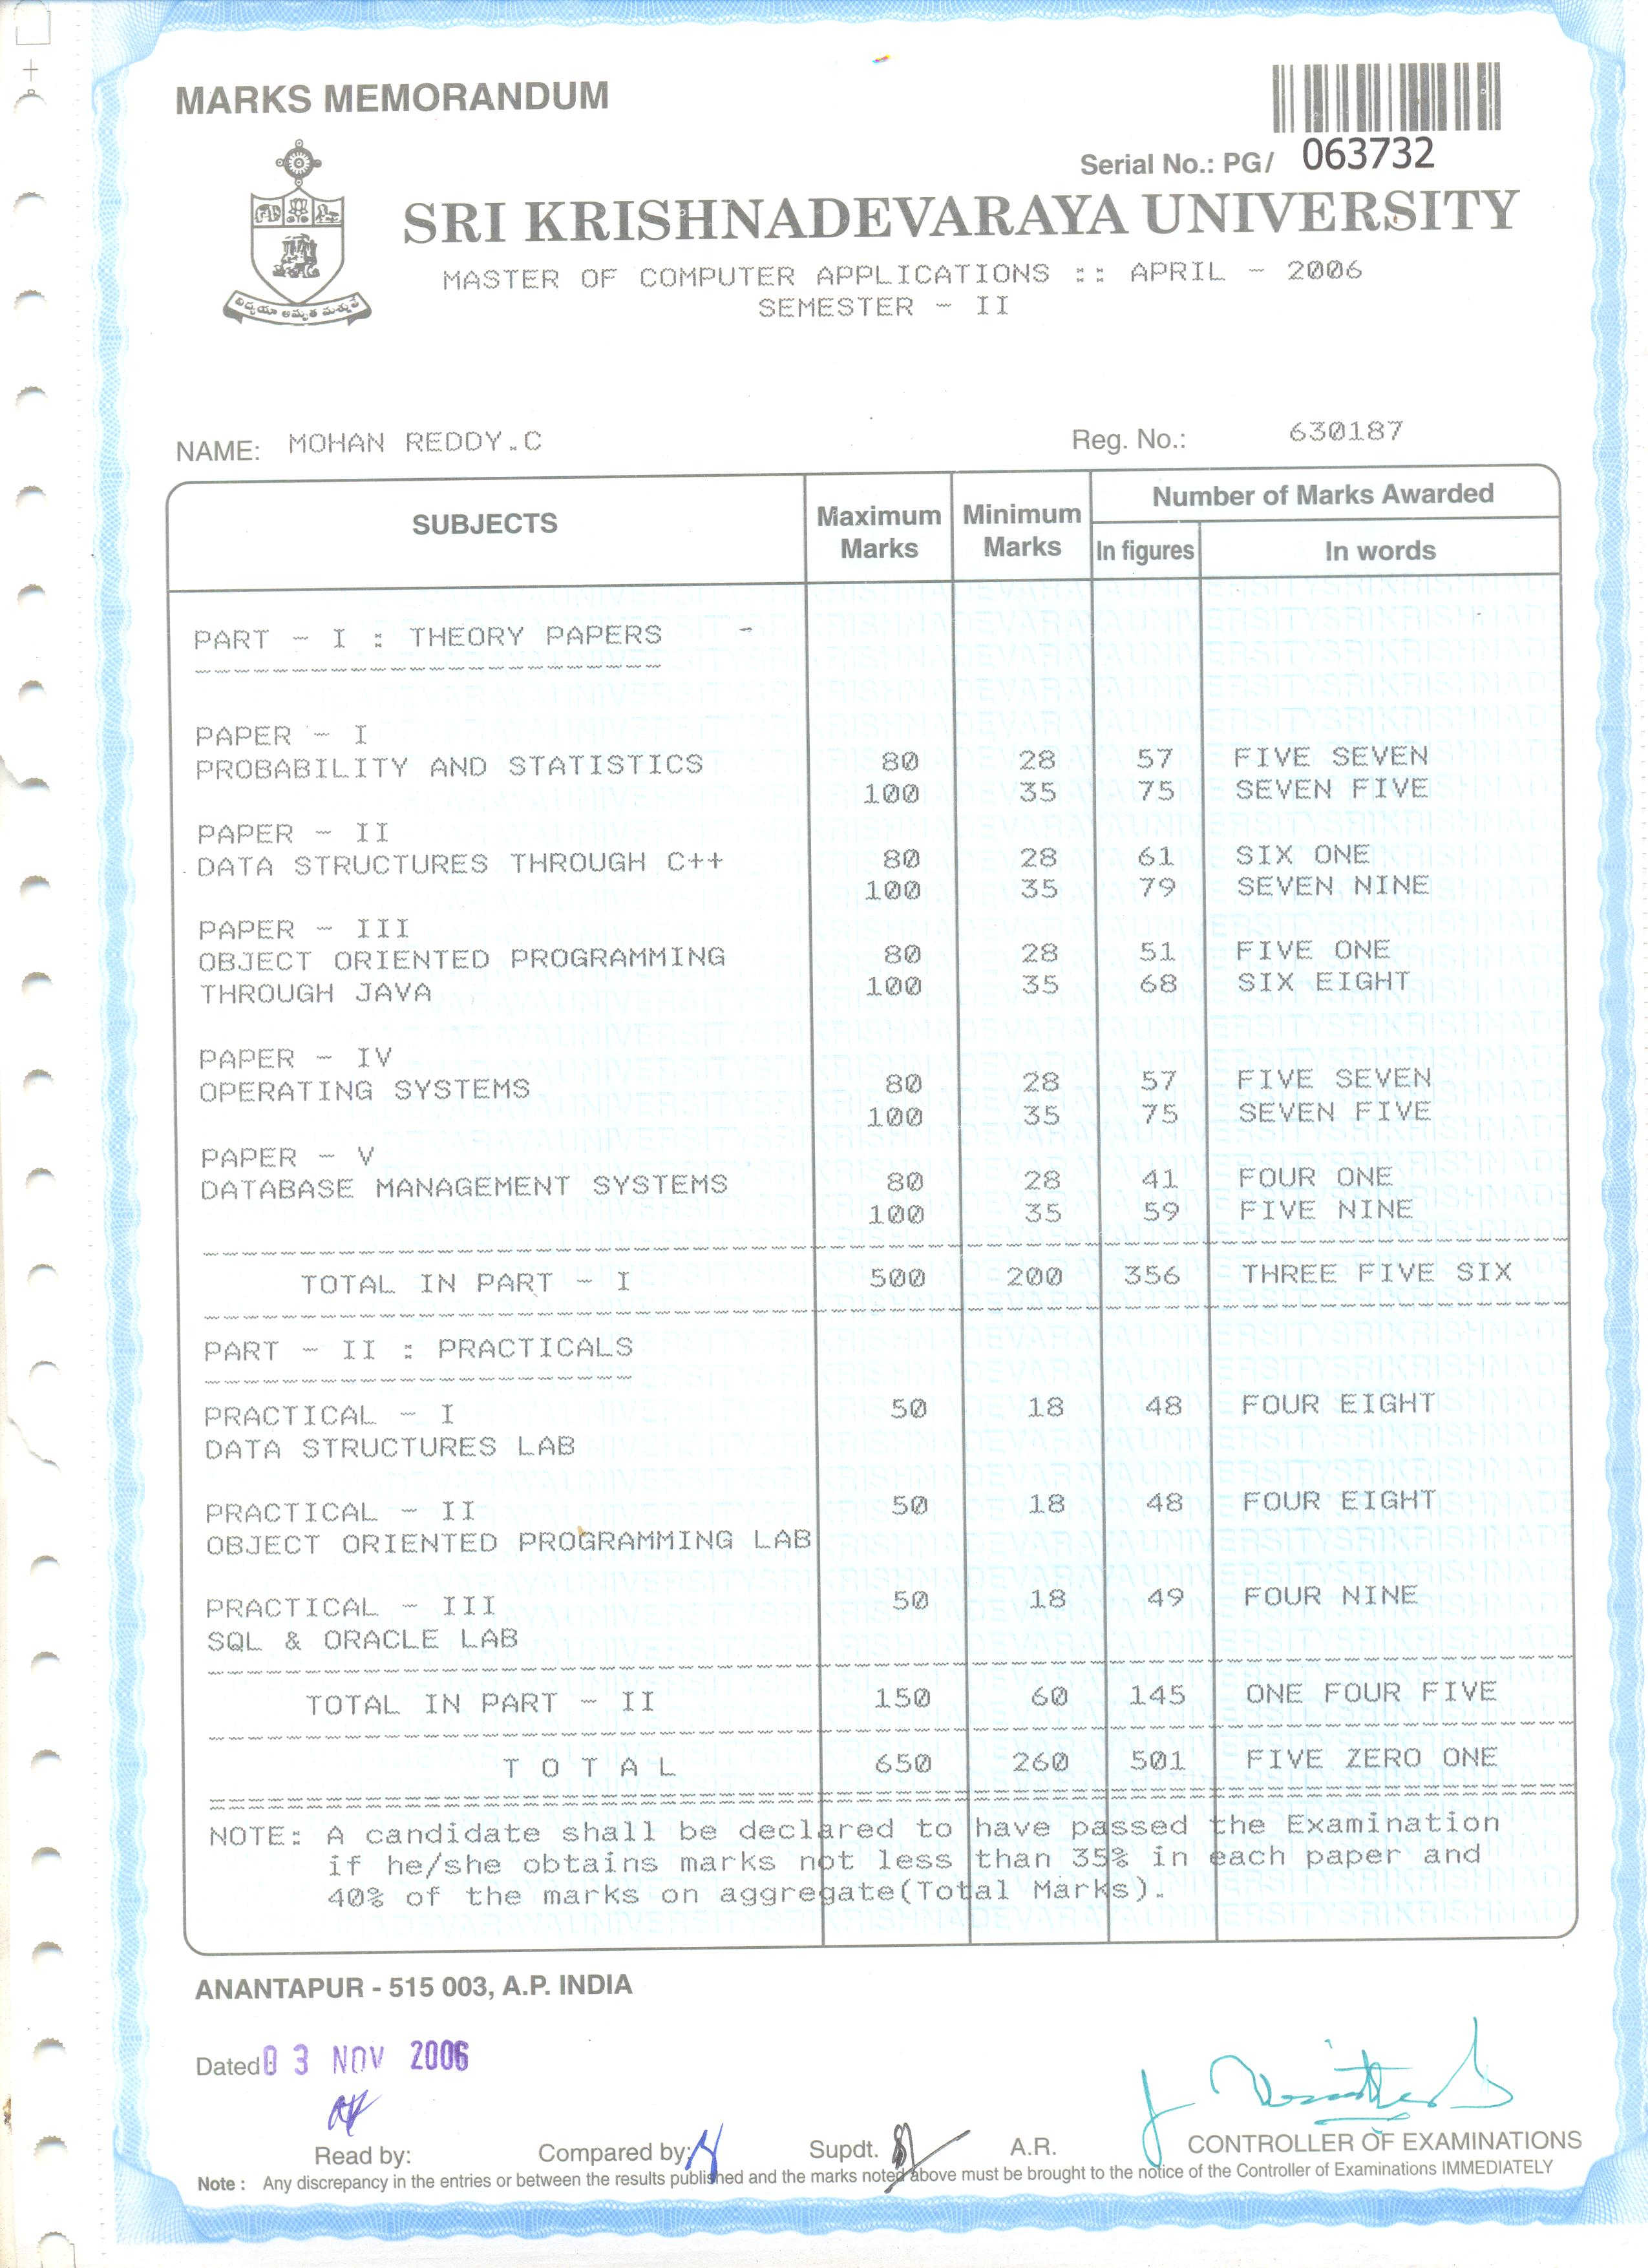 MARKS MEMORANDUM
Serial No.: PG/ 063732
SRI KRISHNADEVARAYA UNIVERSITY
MASTER OF COMPUTER APPLICATIONS :: APRIL - 2006
SEMESTER - II
NAME: MOHAN REDDY.C Reg. No.: 630187
SUBJECTS Maximum Marks Minimum Marks Number of Marks Awarded
In figures In words
PART - I : THEORY PAPERS
PAPER - I
PROBABILITY AND STATISTICS 80 28 57 FIVE SEVEN
100 35 75 SEVEN FIVE
PAPER - II
DATA STRUCTURES THROUGH C++ 80 28 61 SIX ONE
100 35 79 SEVEN NINE
PAPER - III
OBJECT ORIENTED PROGRAMMING 80 28 51 FIVE ONE
THROUGH JAVA 100 35 68 SIX EIGHT
PAPER - IV
OPERATING SYSTEMS 80 28 57 FIVE SEVEN
100 35 75 SEVEN FIVE
PAPER - V
DATABASE MANAGEMENT SYSTEMS 80 28 41 FOUR ONE
100 35 59 FIVE NINE
TOTAL IN PART - I 500 200 356 THREE FIVE SIX
PART - II : PRACTICALS
PRACTICAL - I 50 18 48 FOUR EIGHT
DATA STRUCTURES LAB
PRACTICAL - II 50 18 48 FOUR EIGHT
OBJECT ORIENTED PROGRAMMING LAB
PRACTICAL - III 50 18 49 FOUR NINE
SQL & ORACLE LAB
TOTAL IN PART - II 150 60 145 ONE FOUR FIVE
T O T A L 650 260 501 FIVE ZERO ONE
NOTE: A candidate shall be declared to have passed the Examination
if he/she obtains marks not less than 35% in each paper and
40% of the marks on aggregate(Total Marks).
ANANTAPUR - 515 003, A.P. INDIA
Dated 03 NOV 2006
Read by: Compared by: Supdt. A.R. CONTROLLER OF EXAMINATIONS
Note : Any discrepancy in the entries or between the results published and the marks noted above must be brought to the notice of the Controller of Examinations IMMEDIATELY